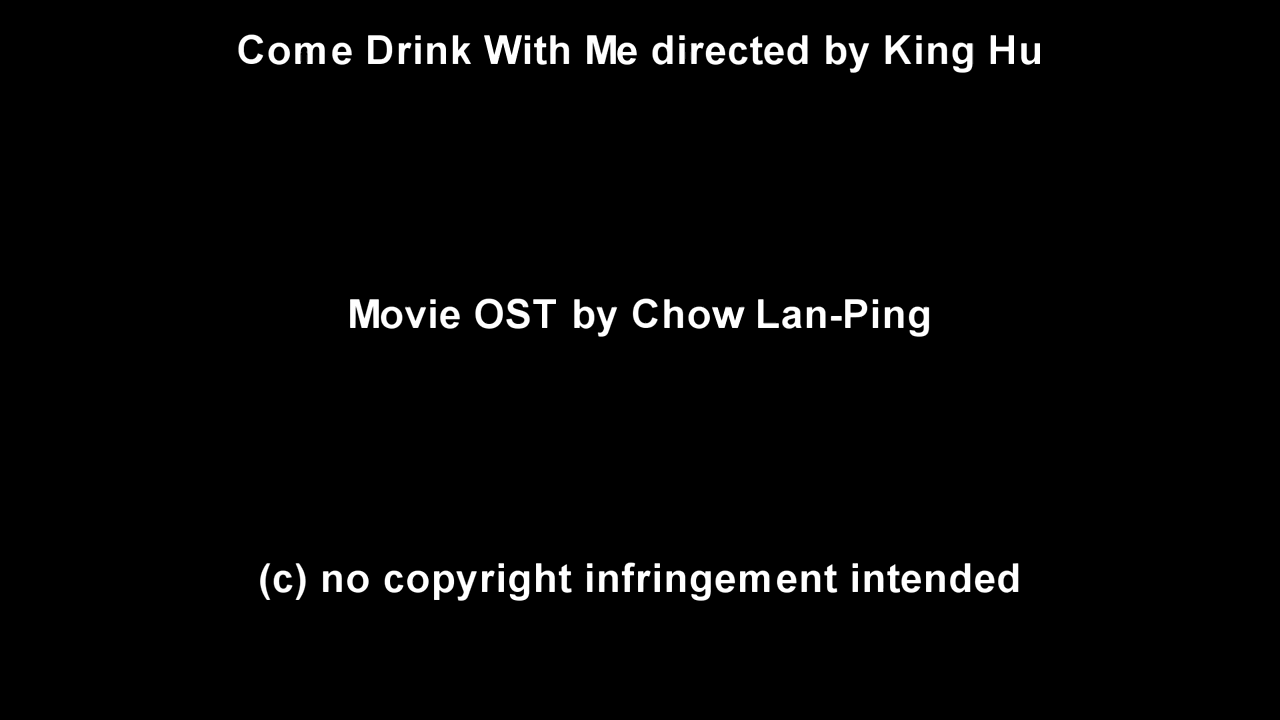 Come Drink With Me directed by King Hu
Movie OST by Chow Lan-Ping
(c) no copyright infringement intended